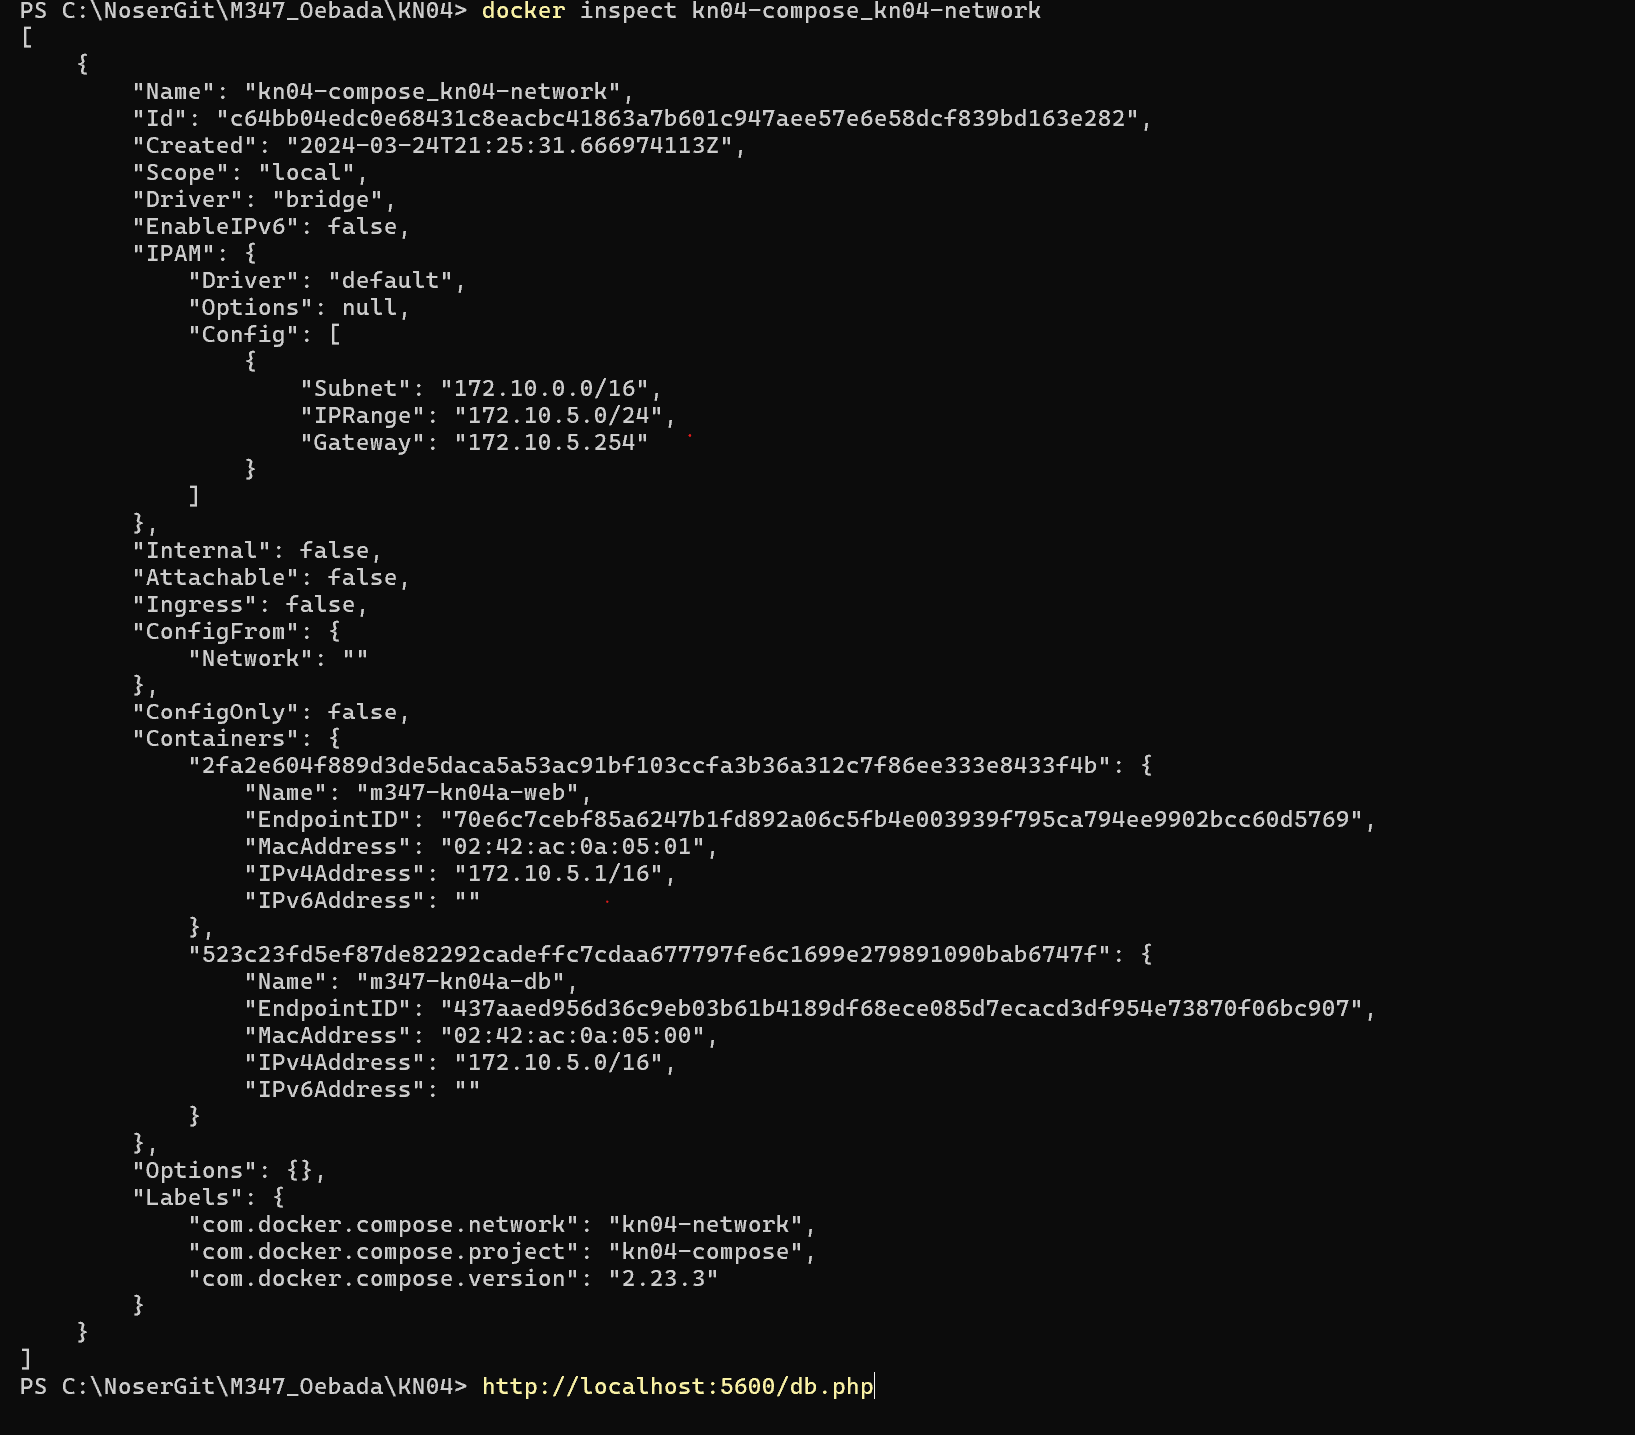 PS C:\NoserGit\M347_Oebada\KN04> docker inspect kn04-compose_kn04-network
[
    {
        "Name": "kn04-compose_kn04-network",
        "Id": "c64bb04edc0e68431c8eacbc41863a7b601c947aee57e6e58dcf839bd163e282",
        "Created": "2024-03-24T21:25:31.666974113Z",
        "Scope": "local",
        "Driver": "bridge",
        "EnableIPv6": false,
        "IPAM": {
            "Driver": "default",
            "Options": null,
            "Config": [
                {
                    "Subnet": "172.10.0.0/16",
                    "IPRange": "172.10.5.0/24",
                    "Gateway": "172.10.5.254"
                }
            ]
        },
        "Internal": false,
        "Attachable": false,
        "Ingress": false,
        "ConfigFrom": {
            "Network": ""
        },
        "ConfigOnly": false,
        "Containers": {
            "2fa2e604f889d3de5daca5a53ac91bf103ccfa3b36a312c7f86ee333e8433f4b": {
                "Name": "m347-kn04a-web",
                "EndpointID": "70e6c7cebf85a6247b1fd892a06c5fb4e003939f795ca794ee9902bcc60d5769",
                "MacAddress": "02:42:ac:0a:05:01",
                "IPv4Address": "172.10.5.1/16",
                "IPv6Address": ""
            },
            "523c23fd5ef87de82292cadeffc7cdaa677797fe6c1699e279891090bab6747f": {
                "Name": "m347-kn04a-db",
                "EndpointID": "437aaed956d36c9eb03b61b4189df68ece085d7ecacd3df954e73870f06bc907",
                "MacAddress": "02:42:ac:0a:05:00",
                "IPv4Address": "172.10.5.0/16",
                "IPv6Address": ""
            }
        },
        "Options": {},
        "Labels": {
            "com.docker.compose.network": "kn04-network",
            "com.docker.compose.project": "kn04-compose",
            "com.docker.compose.version": "2.23.3"
        }
    }
]
PS C:\NoserGit\M347_Oebada\KN04> http://localhost:5600/db.php